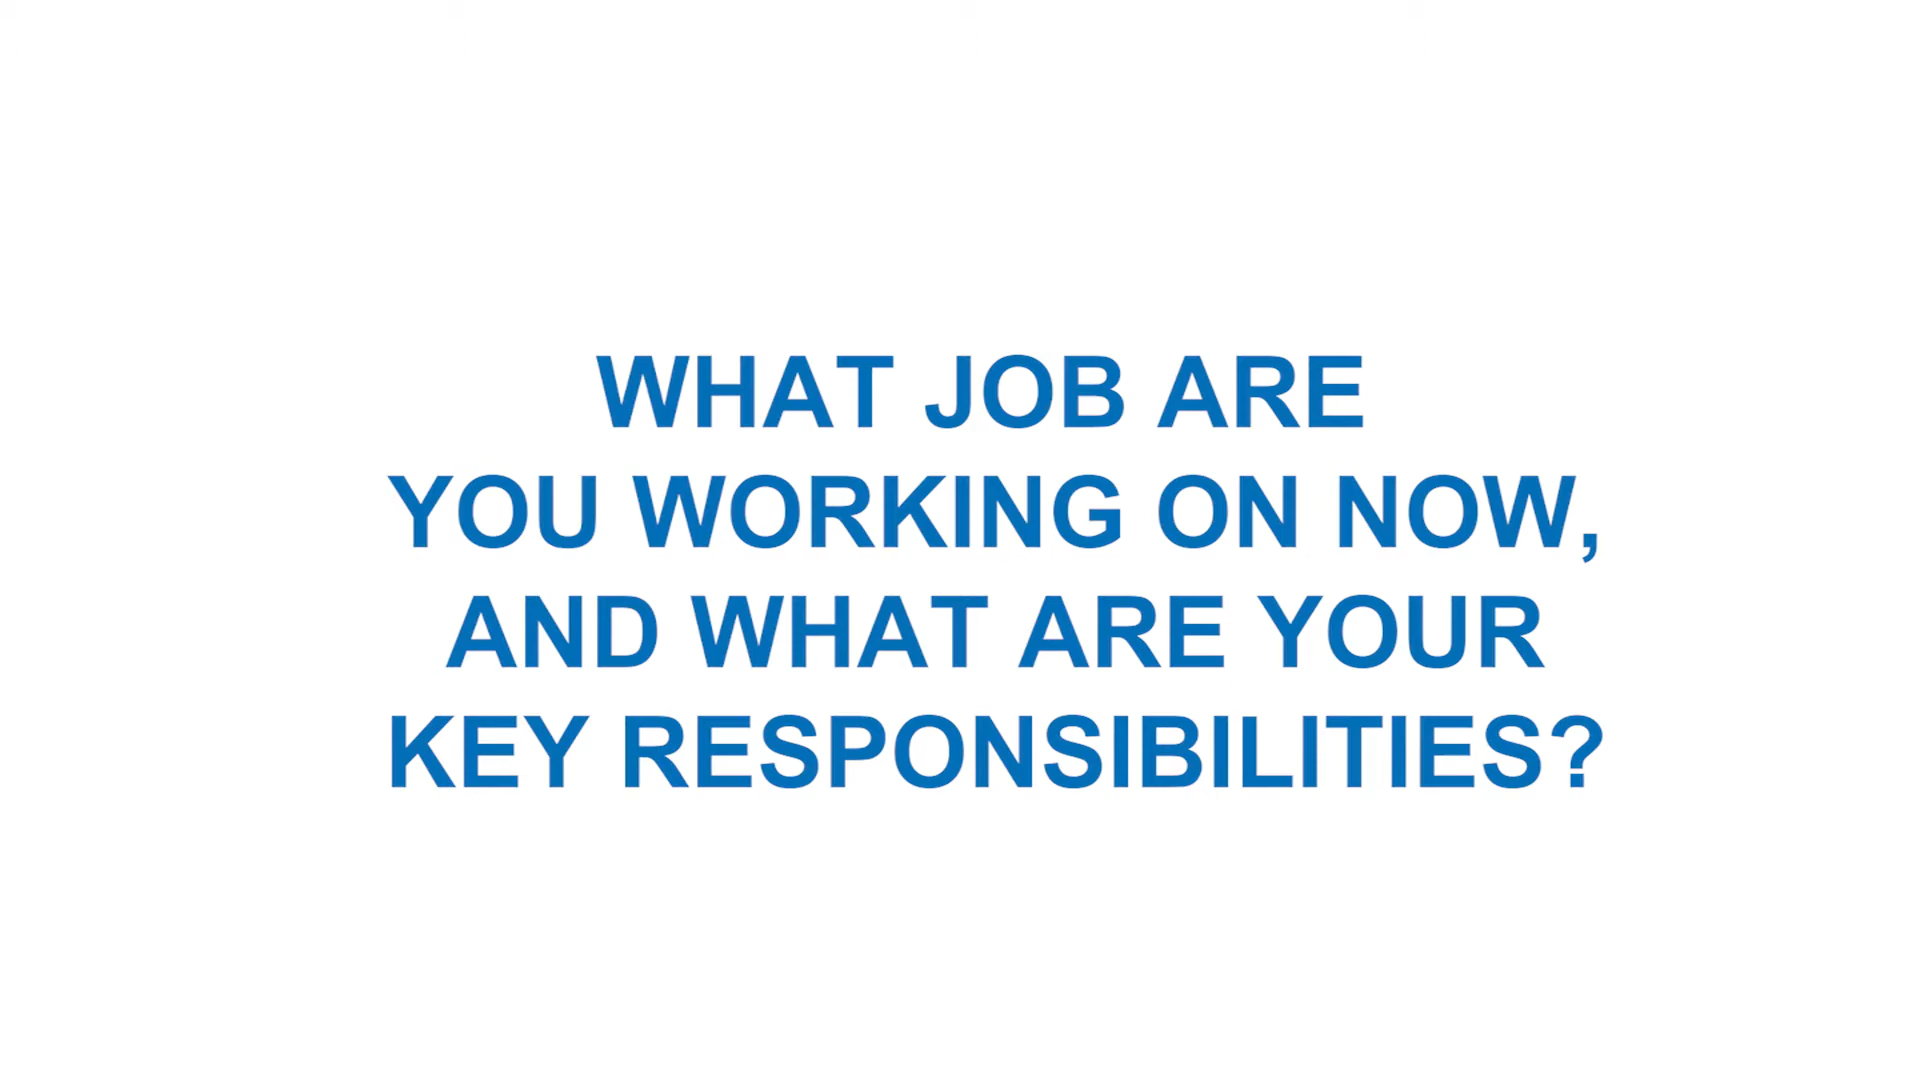 WHAT JOB ARE
YOU WORKING ON NOW,
AND WHAT ARE YOUR
KEY RESPONSIBILITIES?